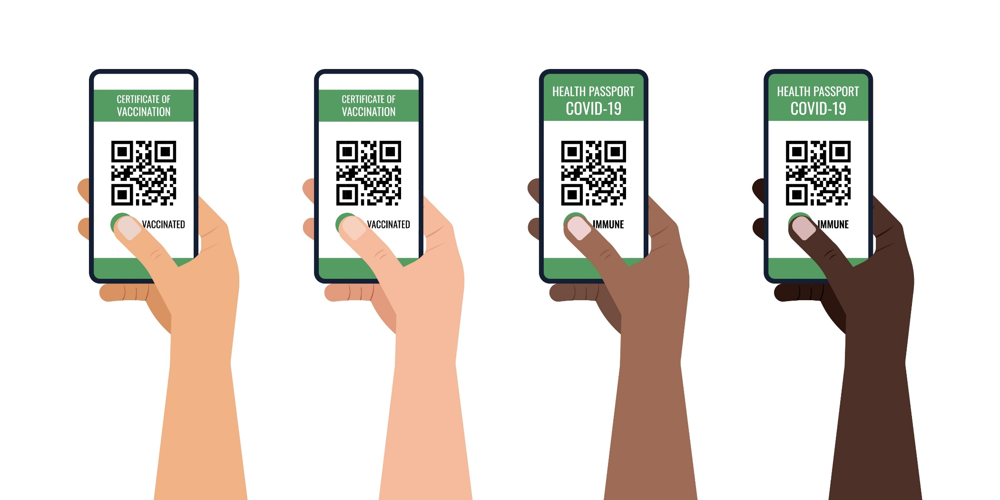 CERTIFICATE OF
VACCINATION
VACCINATED
CERTIFICATE OF
VACCINATION
VACCINATED
HEALTH PASSPORT
COVID-19
IMMUNE
HEALTH PASSPORT
COVID-19
IMMUNE